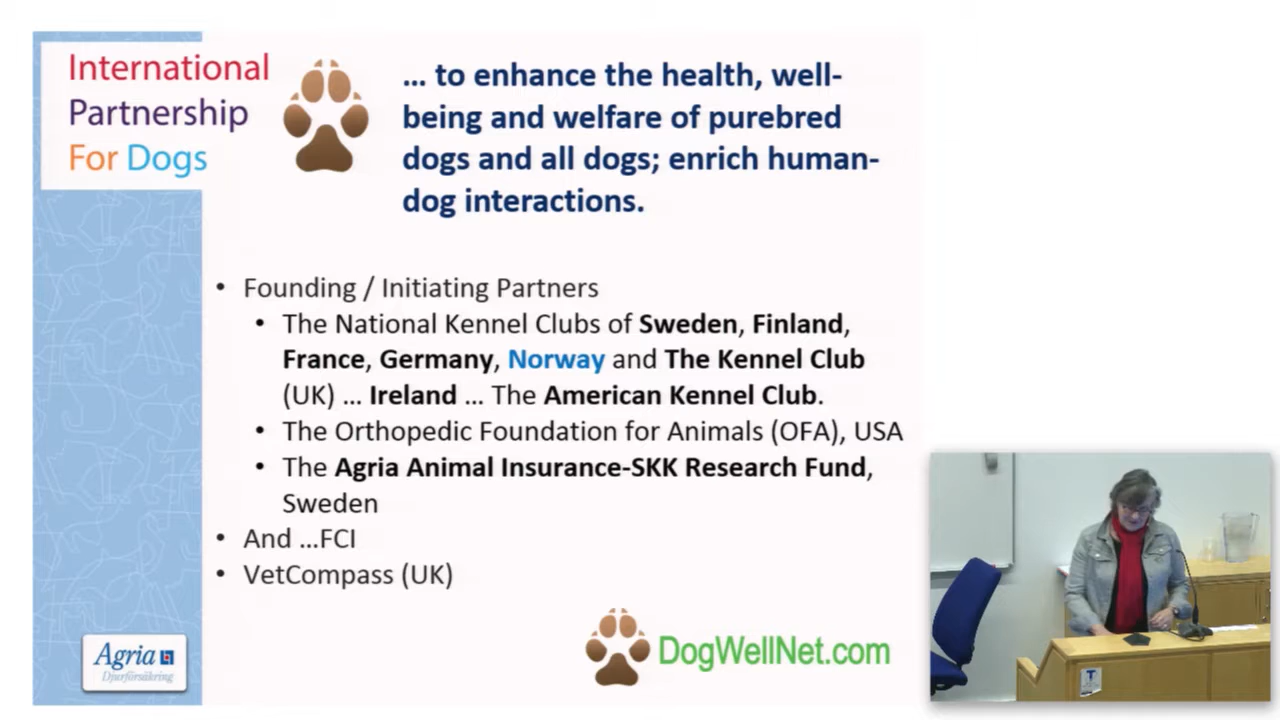 International
Partnership
For Dogs
... to enhance the health, well-
being and welfare of purebred
dogs and all dogs; enrich human-
dog interactions.
• Founding / Initiating Partners
• The National Kennel Clubs of Sweden, Finland,
France, Germany, Norway and The Kennel Club
(UK) ... Ireland ... The American Kennel Club.
• The Orthopedic Foundation for Animals (OFA), USA
• The Agria Animal Insurance-SKK Research Fund,
Sweden
• And ...FCI
• VetCompass (UK)
Agria
Djurförsäkring
DogWellNet.com